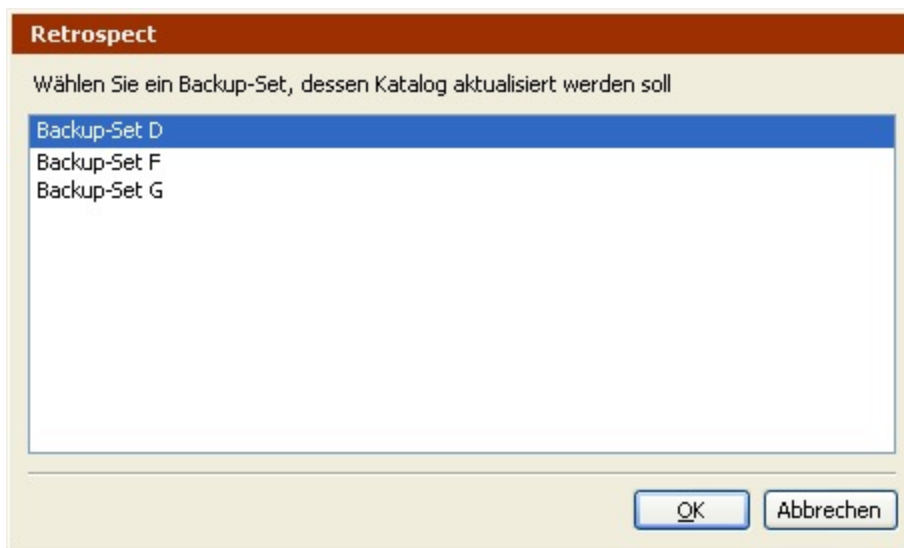 Retrospect
Wählen Sie ein Backup-Set, dessen Katalog aktualisiert werden soll
Backup-Set D
Backup-Set F
Backup-Set G
OK
Abbrechen